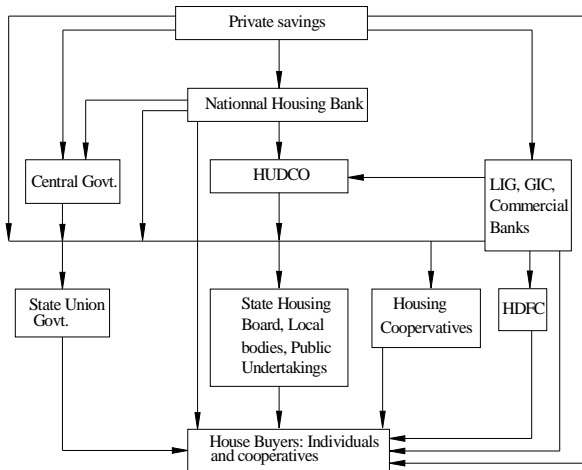 Private savings
Nationnal Housing Bank
Central Govt.
HUDCO
LIG, GIC,
Commercial
Banks
State Union
Govt.
State Housing
Board, Local
bodies, Public
Undertakings
Housing
Coopervatives
HDFC
House Buyers: Individuals
and cooperatives